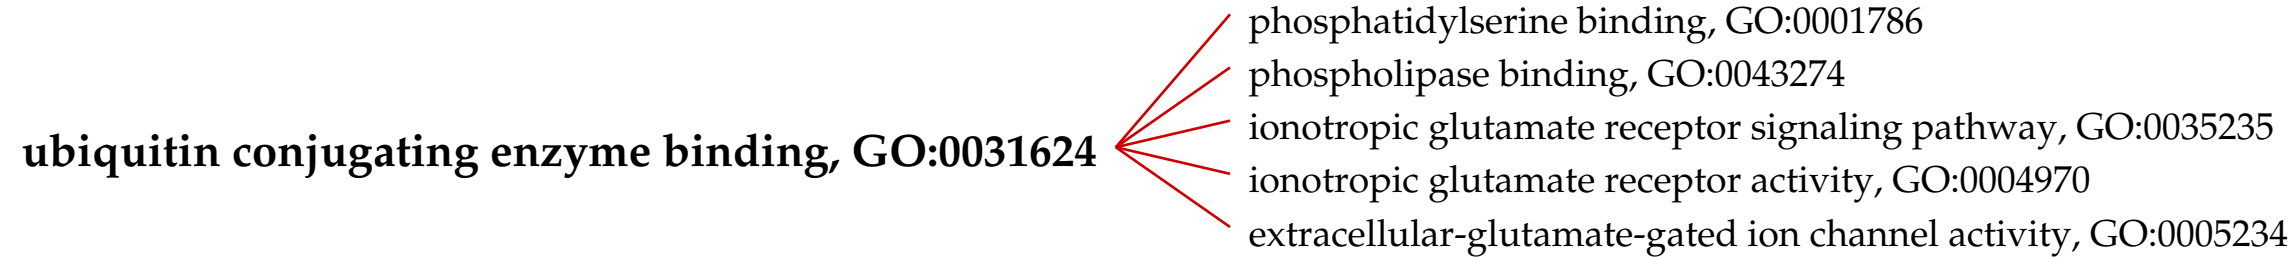 phosphatidylserine binding, GO:0001786
phospholipase binding, GO:0043274
ionotropic glutamate receptor signaling pathway, GO:0035235
ubiquitin conjugating enzyme binding, GO:0031624
ionotropic glutamate receptor activity, GO:0004970
extracellular-glutamate-gated ion channel activity, GO:0005234